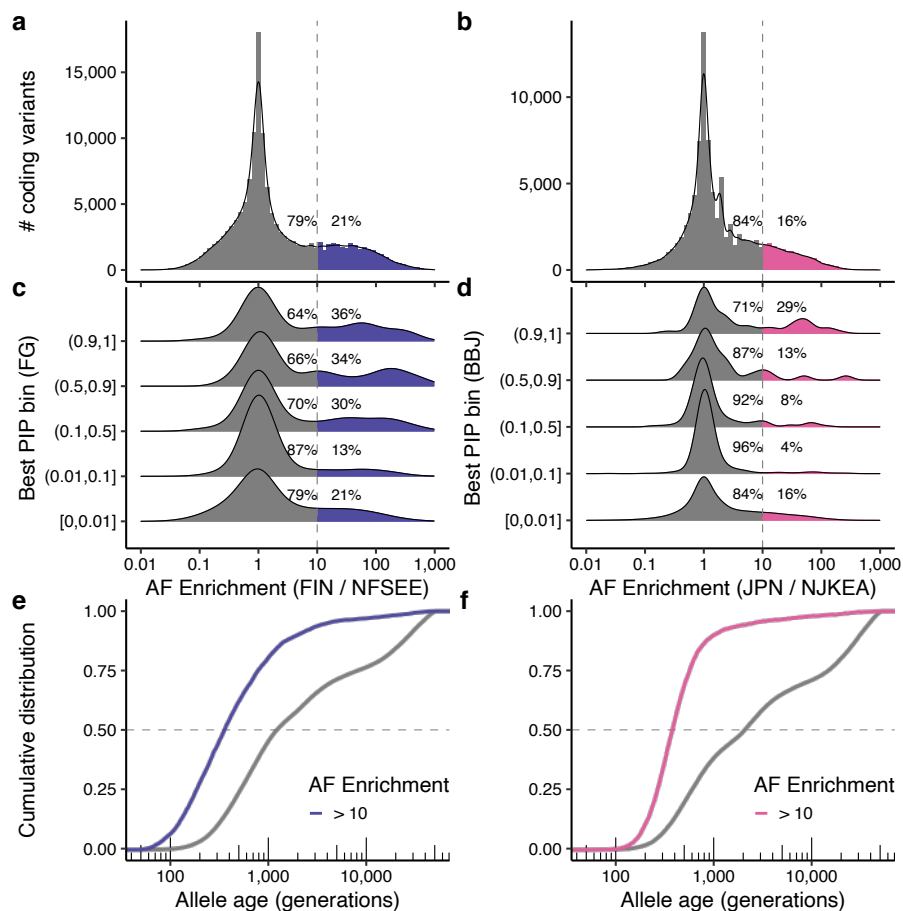 a
b
# coding variants
15,000
10,000
5,000
0
79% 21%
10,000
5,000
0
84% 16%
c
d
Best PIP bin (FG)
(0.9,1]
(0.5,0.9]
(0.1,0.5]
(0.01,0.1]
[0,0.01]
64% 36%
66% 34%
70% 30%
87% 13%
79% 21%
0.01 0.1 1 10 100 1,000
AF Enrichment (FIN / NFSEE)
Best PIP bin (BBJ)
(0.9,1]
(0.5,0.9]
(0.1,0.5]
(0.01,0.1]
[0,0.01]
71% 29%
87% 13%
92% 8%
96% 4%
84% 16%
0.01 0.1 1 10 100 1,000
AF Enrichment (JPN / NJKEA)
e
f
Cumulative distribution
1.00
0.75
0.50
0.25
0.00
AF Enrichment
> 10
100 1,000 10,000
Allele age (generations)
1.00
0.75
0.50
0.25
0.00
AF Enrichment
> 10
100 1,000 10,000
Allele age (generations)